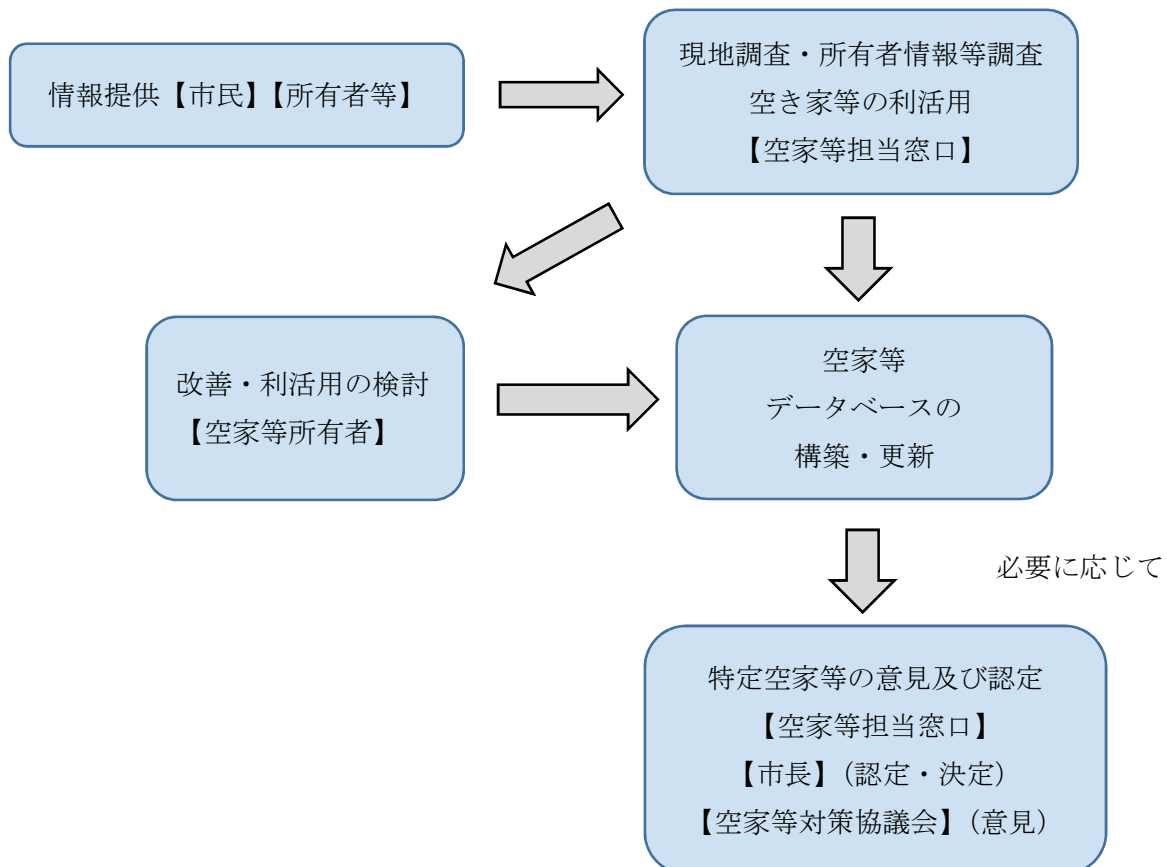 情報提供【市民】【所有者等】
現地調査・所有者情報等調査
空き家等の利活用
【空家等担当窓口】
改善・利活用の検討
【空家等所有者】
空家等
データベースの
構築・更新
必要に応じて
特定空家等の意見及び認定
【空家等担当窓口】
【市長】（認定・決定）
【空家等対策協議会】（意見）